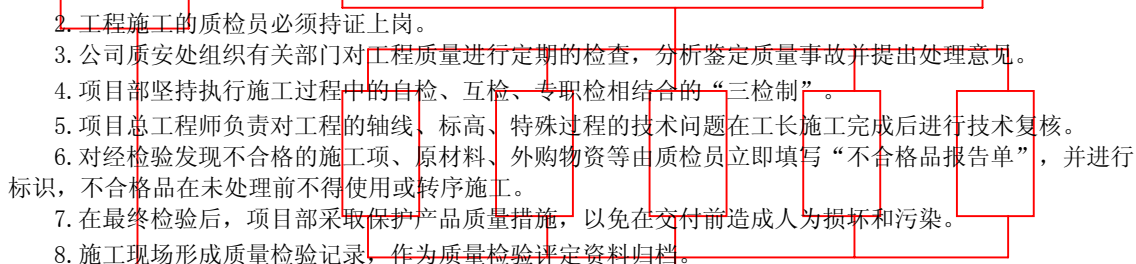 2.工程施工的质检员必须持证上岗。
3.公司质安处组织有关部门对工程质量进行定期的检查，分析鉴定质量事故并提出处理意见。
4.项目部坚持执行施工过程中的自检、互检、专职检相结合的“三检制”。
5.项目总工程师负责对工程的轴线、标高、特殊过程的技术问题在工长施工完成后进行技术复核。
6.对经检验发现不合格的施工项、原材料、外购物资等由质检员立即填写“不合格品报告单”，并进行
标识，不合格品在未处理前不得使用或转序施工。
7.在最终检验后，项目部采取保护产品质量措施，以免在交付前造成人为损坏和污染。
8.施工现场形成质量检验记录，作为质量检验评定资料归档。